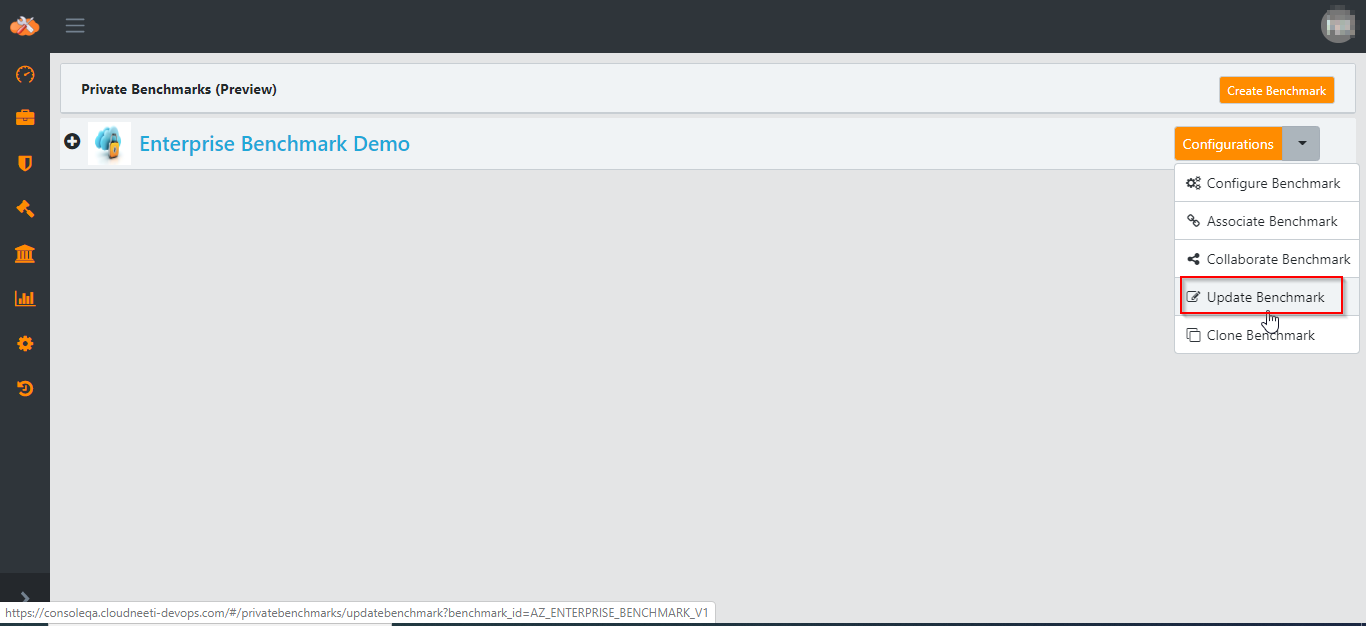 Private Benchmarks (Preview)
Create Benchmark
Enterprise Benchmark Demo
Configurations
Configure Benchmark
Associate Benchmark
Collaborate Benchmark
Update Benchmark
Clone Benchmark
https://consoleqa.cloudneeti-devops.com/#/privatebenchmarks/updatebenchmark?benchmark_id=AZ_ENTERPRISE_BENCHMARK_V1